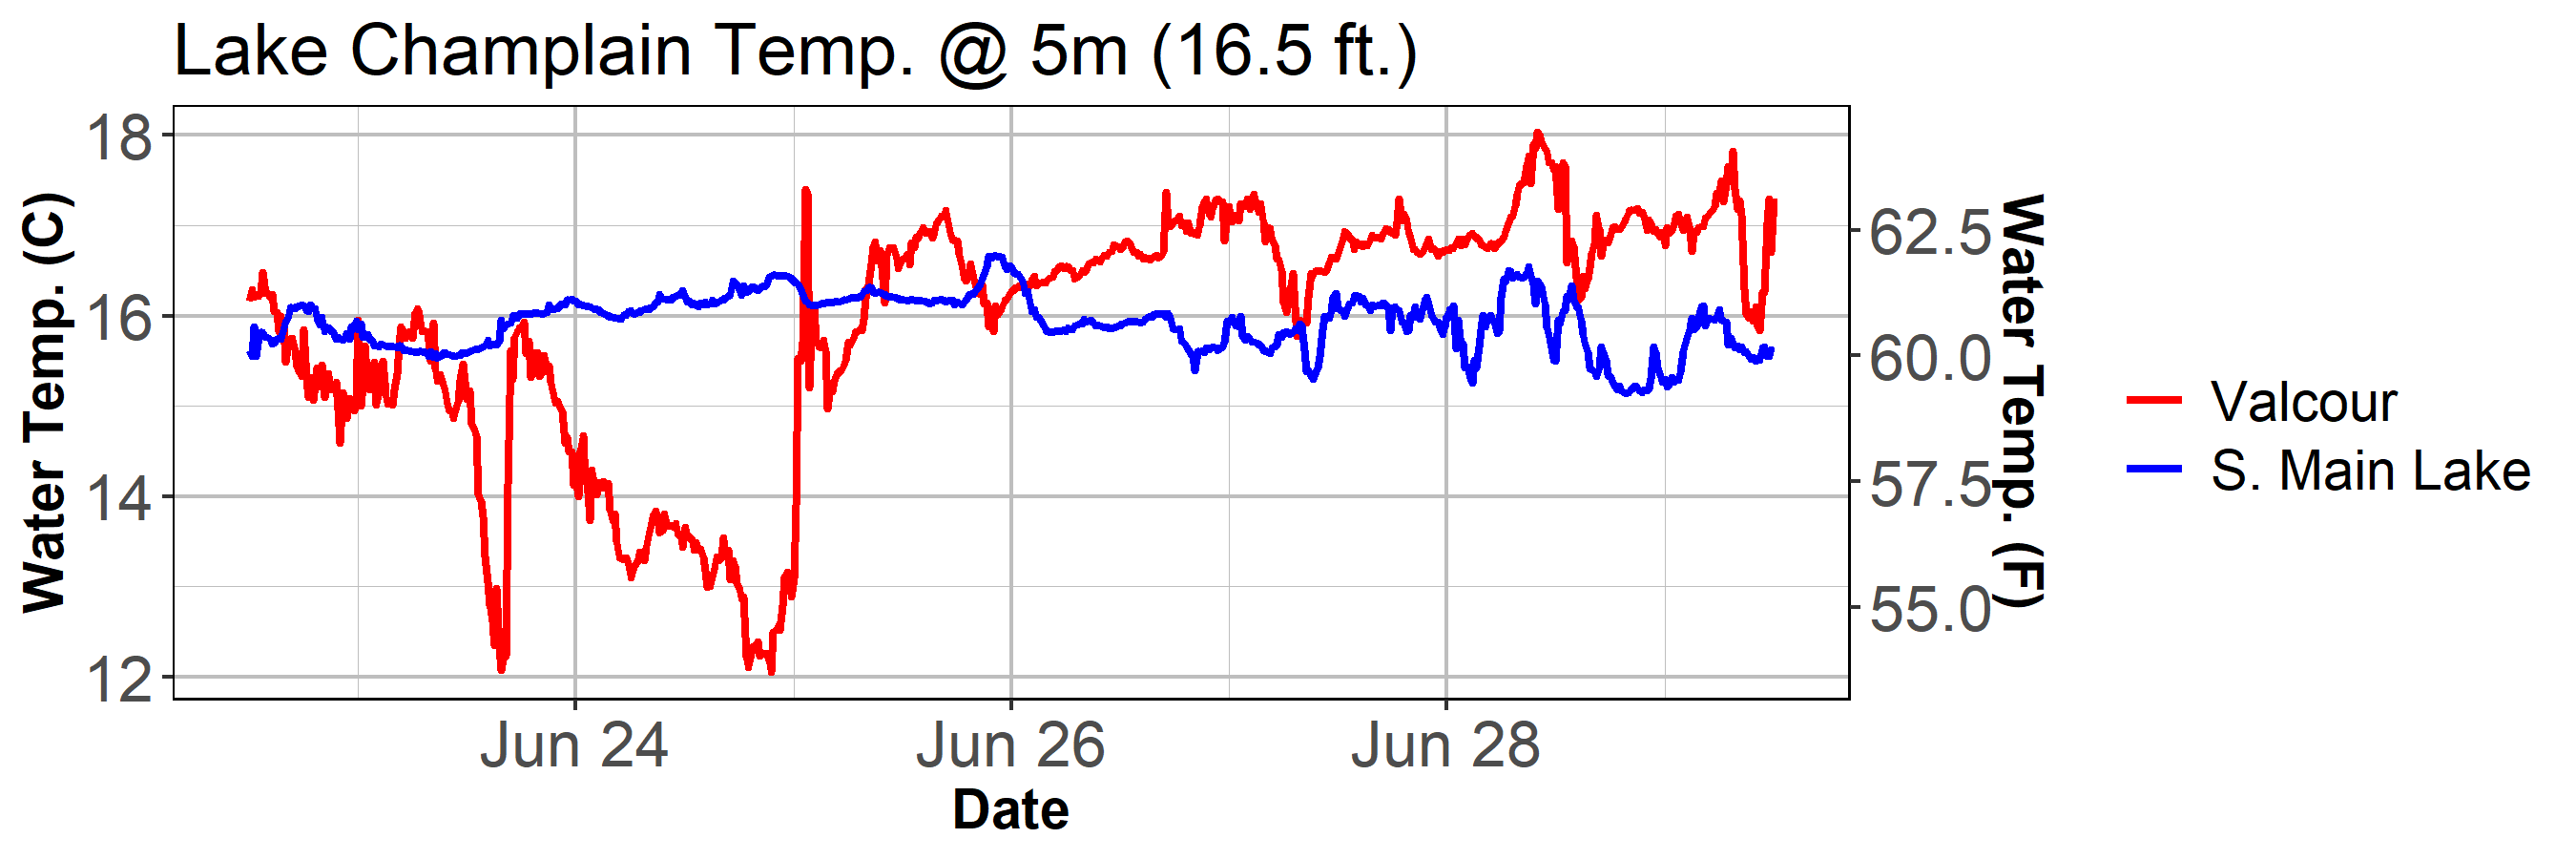 Lake Champlain Temp. @ 5m (16.5 ft.)
Water Temp. (C)
18
16
14
12
62.5
60.0
57.5
55.0
Water Temp. (F)
Jun 24
Jun 26
Jun 28
Date
Valcour
S. Main Lake